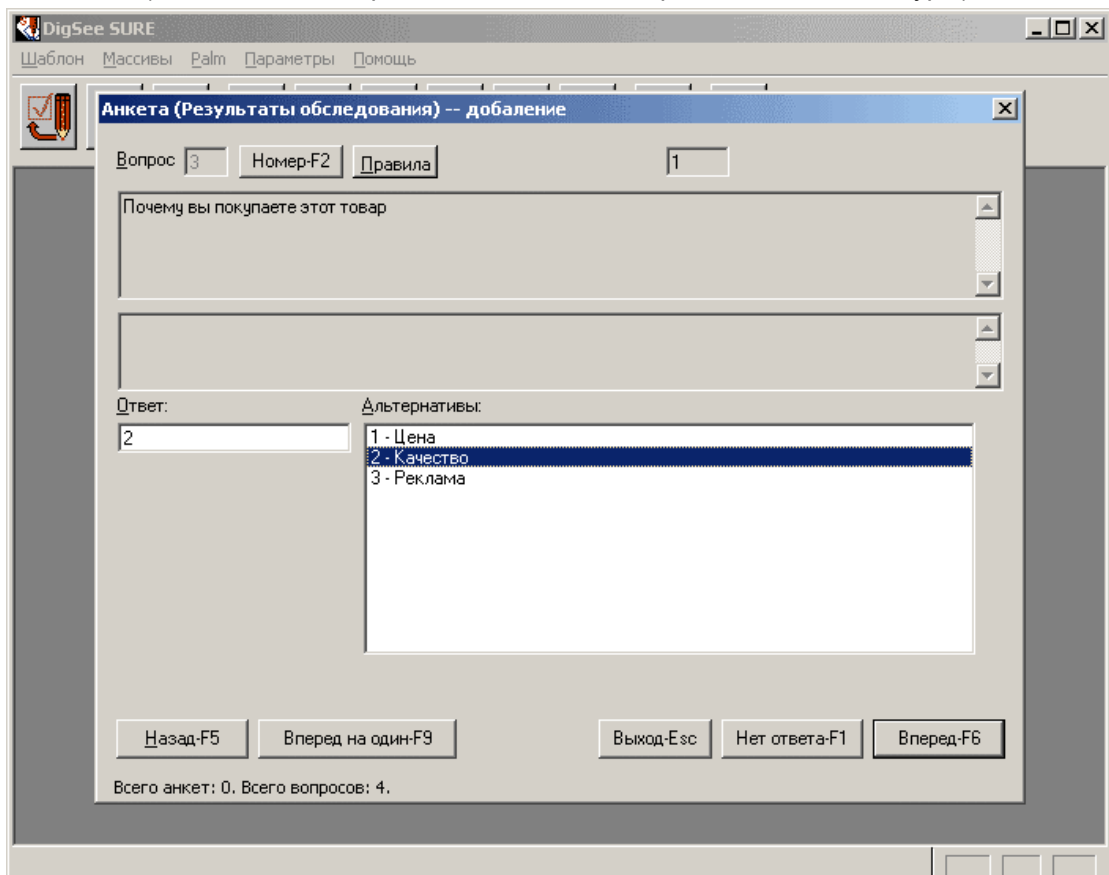 DigSee SURE
Шаблон Массивы Palm Параметры Помощь
Анкета (Результаты обследования) -- добаление
Вопрос 3 Номер-F2 Правила 1
Почему вы покупаете этот товар
Ответ: Альтернативы:
2
1 - Цена
2 - Качество
3 - Реклама
Назад-F5 Вперед на один-F9 Выход-Esc Нет ответа-F1 Вперед-F6
Всего анкет: 0. Всего вопросов: 4.